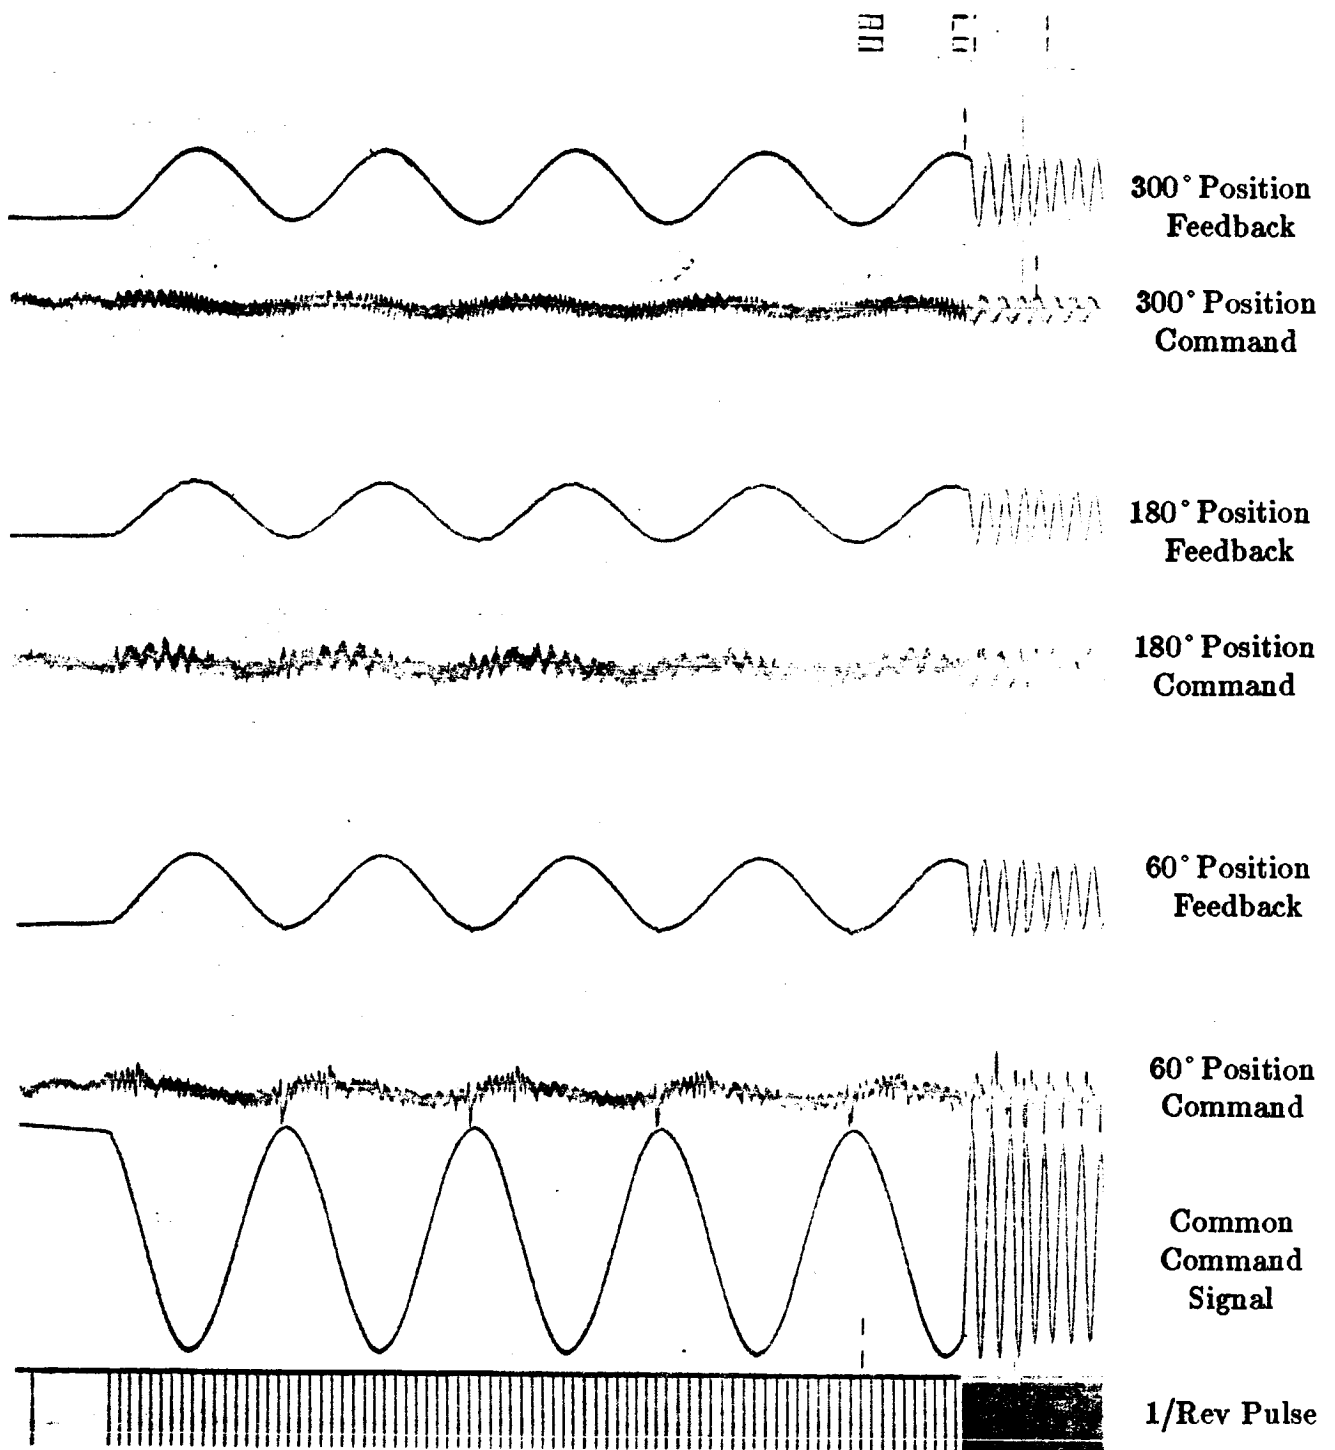 300° Position
Feedback
300° Position
Command
180° Position
Feedback
180° Position
Command
60° Position
Feedback
60° Position
Command
Common
Command
Signal
1/Rev Pulse